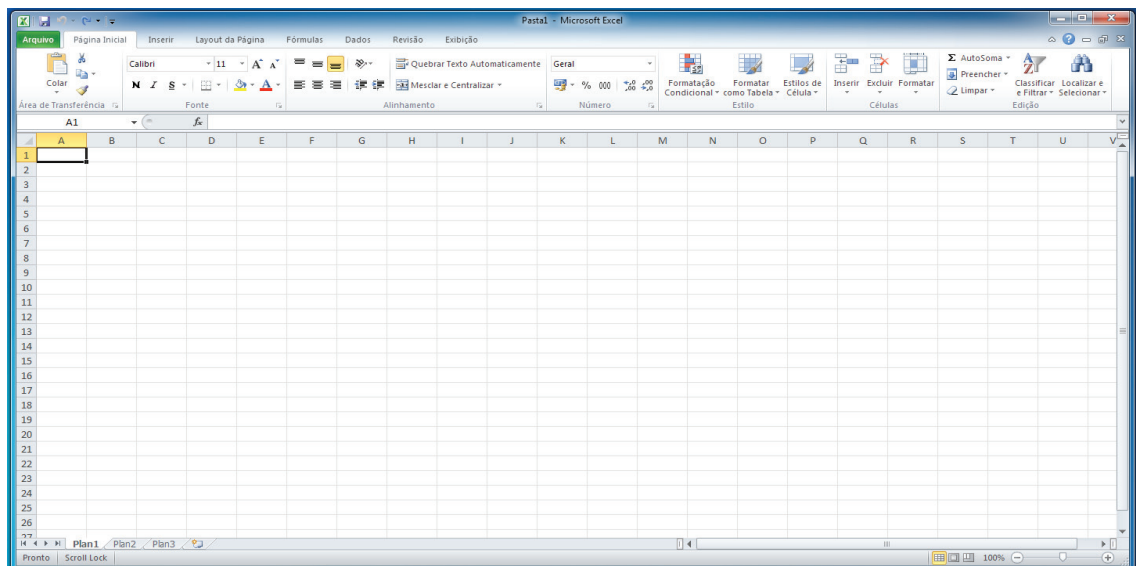 Pasta1 - Microsoft Excel
Arquivo Página Inicial Inserir Layout da Página Fórmulas Dados Revisão Exibição
Colar
Área de Transferência
Calibri 11
N I S
Fonte
Quebrar Texto Automaticamente
Mesclar e Centralizar
Alinhamento
Geral
% 000 ,00 ,0
Número
Formatação Condicional
Formatar como Tabela
Estilos de Célula
Estilo
Inserir Excluir Formatar
Células
Σ AutoSoma
Preencher
Limpar
Classificar e Filtrar
Localizar e Selecionar
Edição
A1 fx
A B C D E F G H I J K L M N O P Q R S T U V
1
2
3
4
5
6
7
8
9
10
11
12
13
14
15
16
17
18
19
20
21
22
23
24
25
26
27
Plan1 Plan2 Plan3
Pronto Scroll Lock 100%